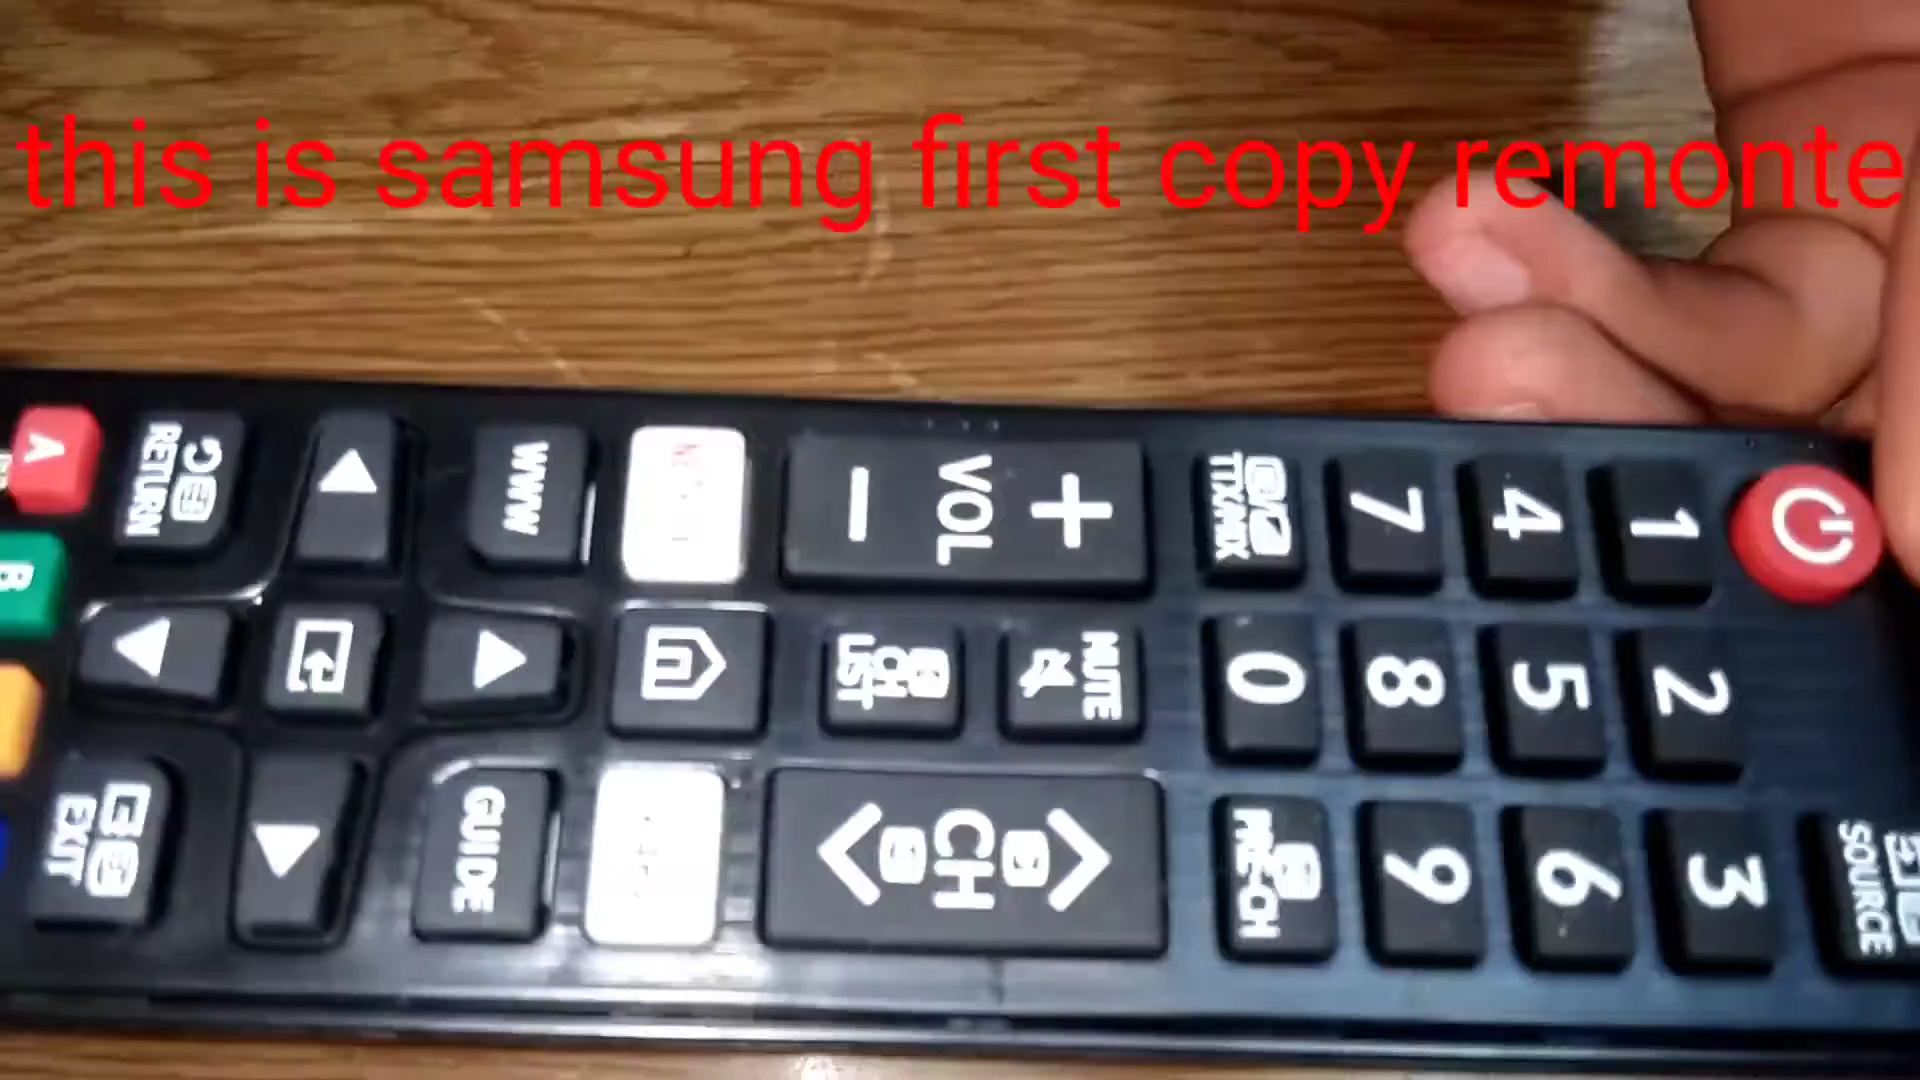 this is samsung first copy remonte
A
RETURN
WWW
VOL
+
−
TTX/MIX
7
4
1
B
CH
LIST
MUTE
0
8
5
2
EXIT
GUIDE
CH
PRE-CH
9
6
3
SOURCE